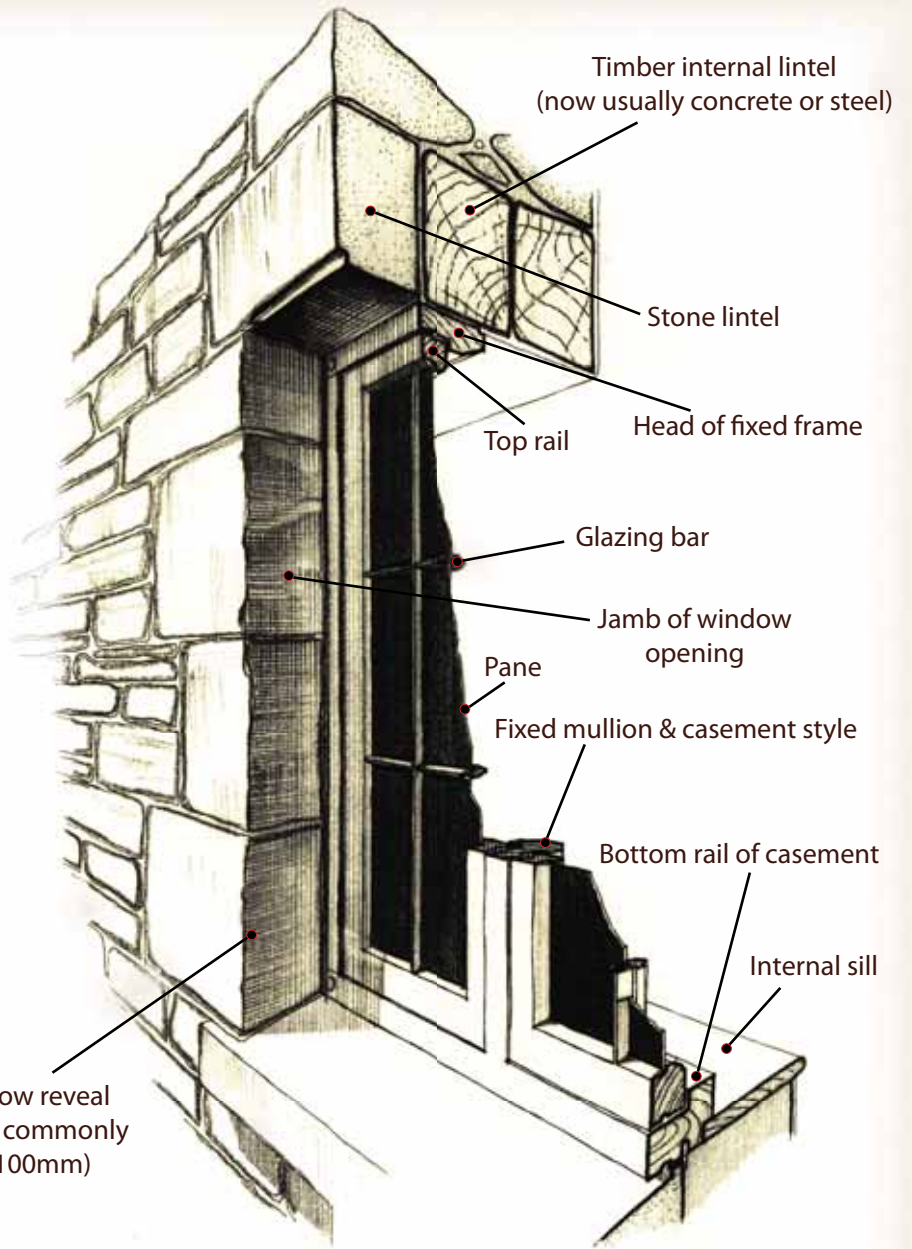 Timber internal lintel
(now usually concrete or steel)
Stone lintel
Head of fixed frame
Top rail
Glazing bar
Jamb of window
opening
Pane
Fixed mullion & casement style
Bottom rail of casement
Internal sill
reveal
commonly
100mm)